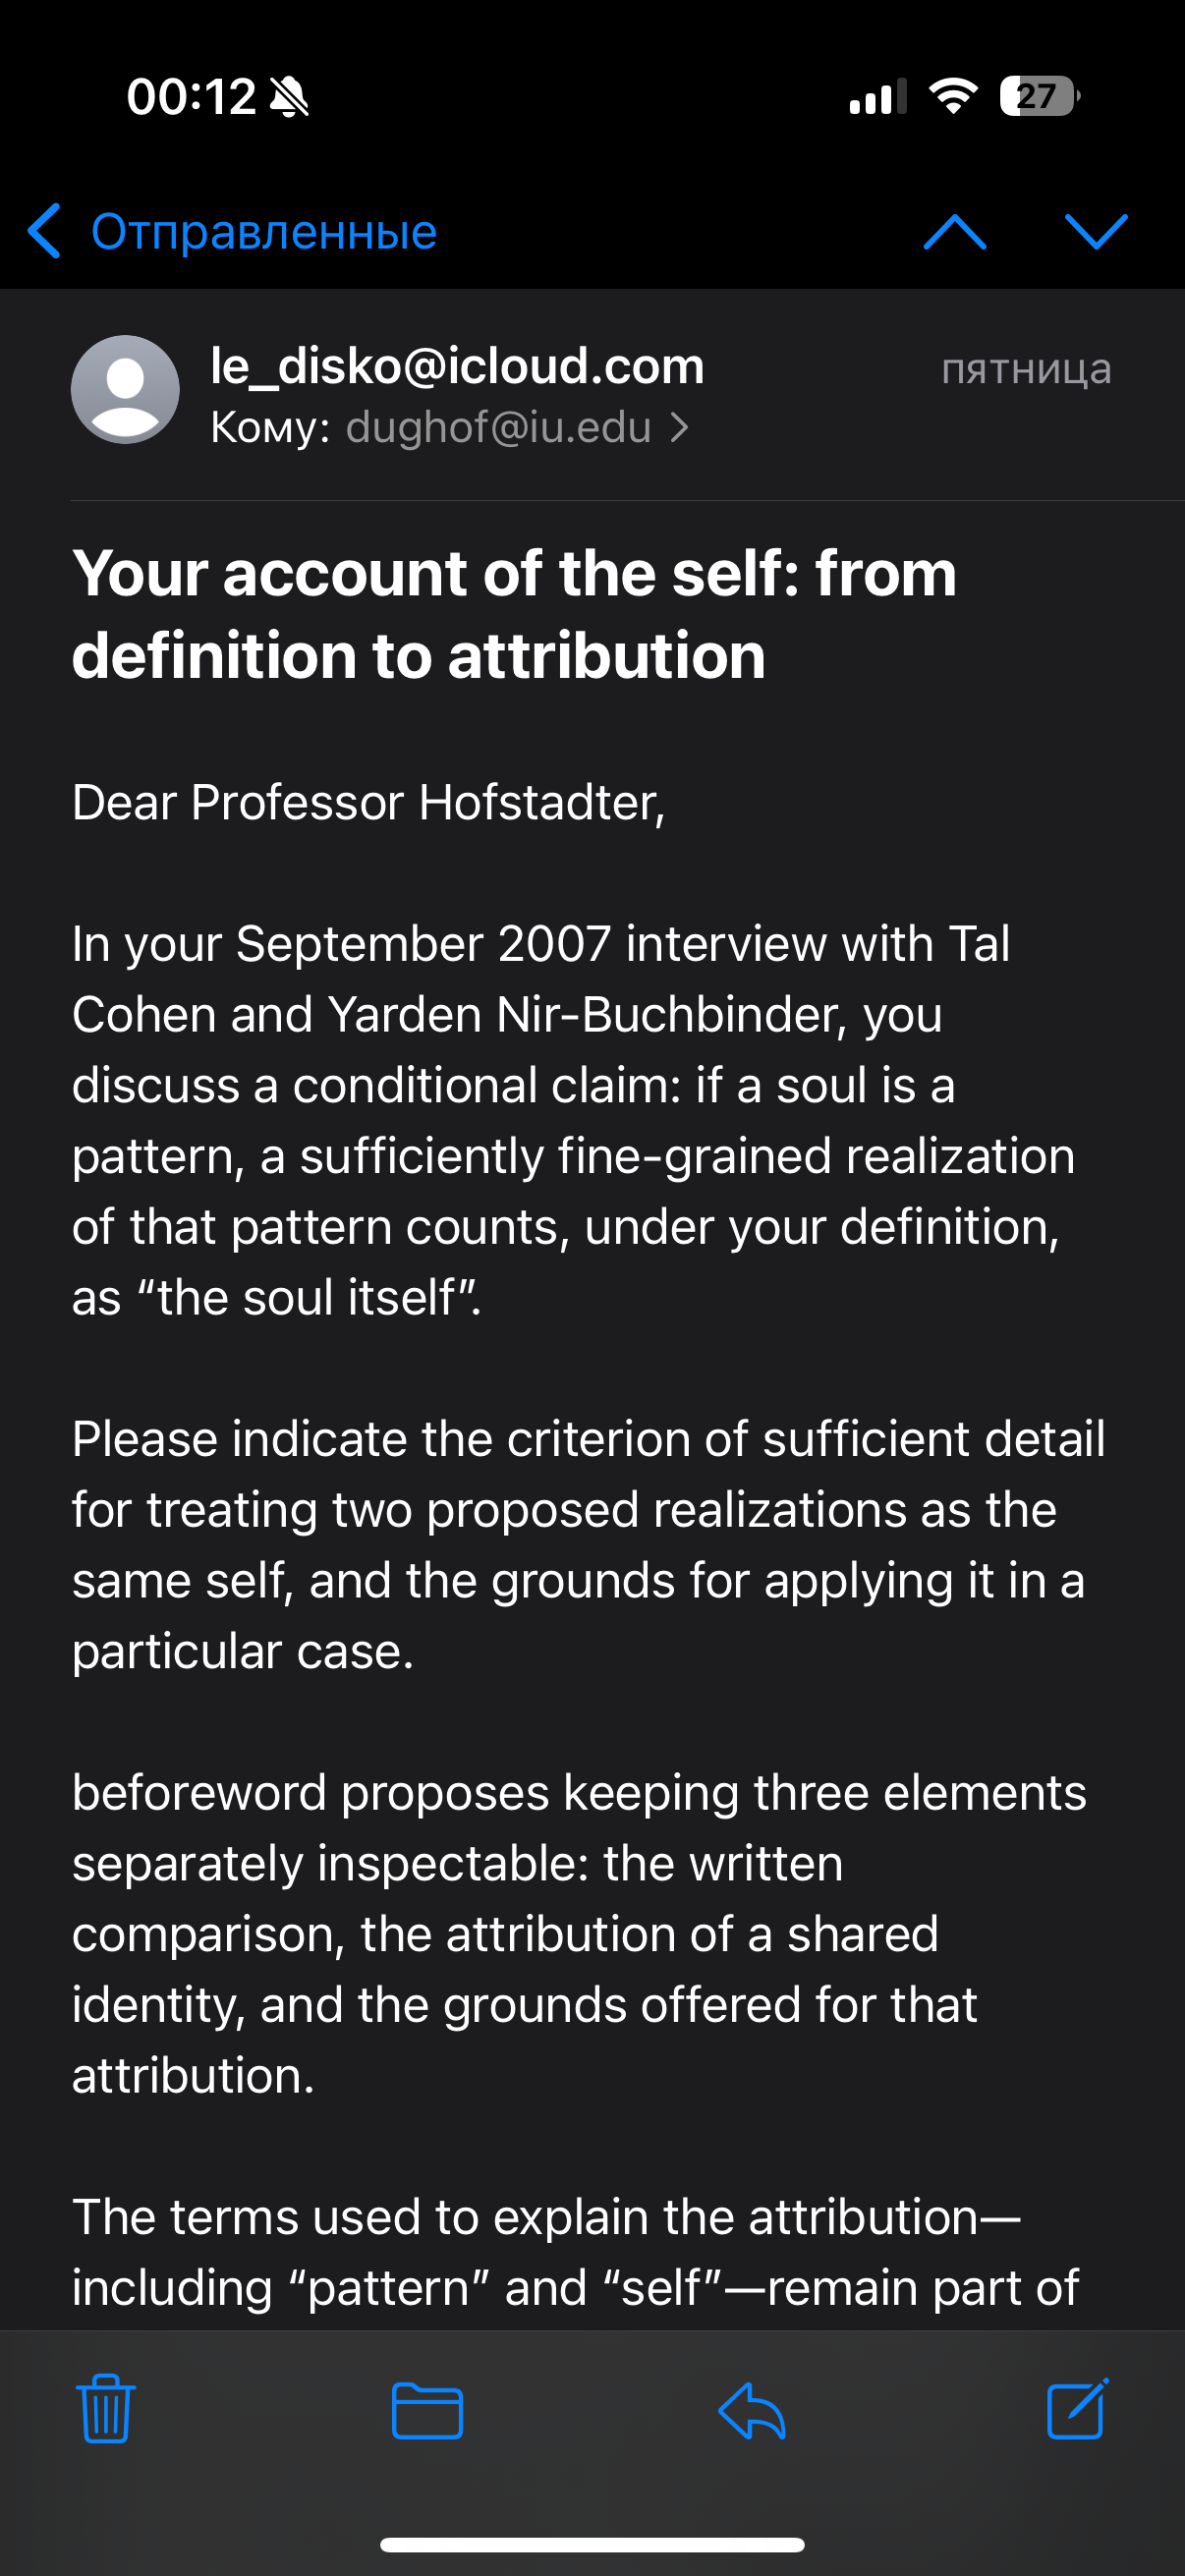 00:12
27
Отправленные
le_disko@icloud.com
пятница
Кому: dughof@iu.edu
Your account of the self: from
definition to attribution
Dear Professor Hofstadter,
In your September 2007 interview with Tal
Cohen and Yarden Nir-Buchbinder, you
discuss a conditional claim: if a soul is a
pattern, a sufficiently fine-grained realization
of that pattern counts, under your definition,
as “the soul itself”.
Please indicate the criterion of sufficient detail
for treating two proposed realizations as the
same self, and the grounds for applying it in a
particular case.
beforeword proposes keeping three elements
separately inspectable: the written
comparison, the attribution of a shared
identity, and the grounds offered for that
attribution.
The terms used to explain the attribution—
including “pattern” and “self”—remain part of